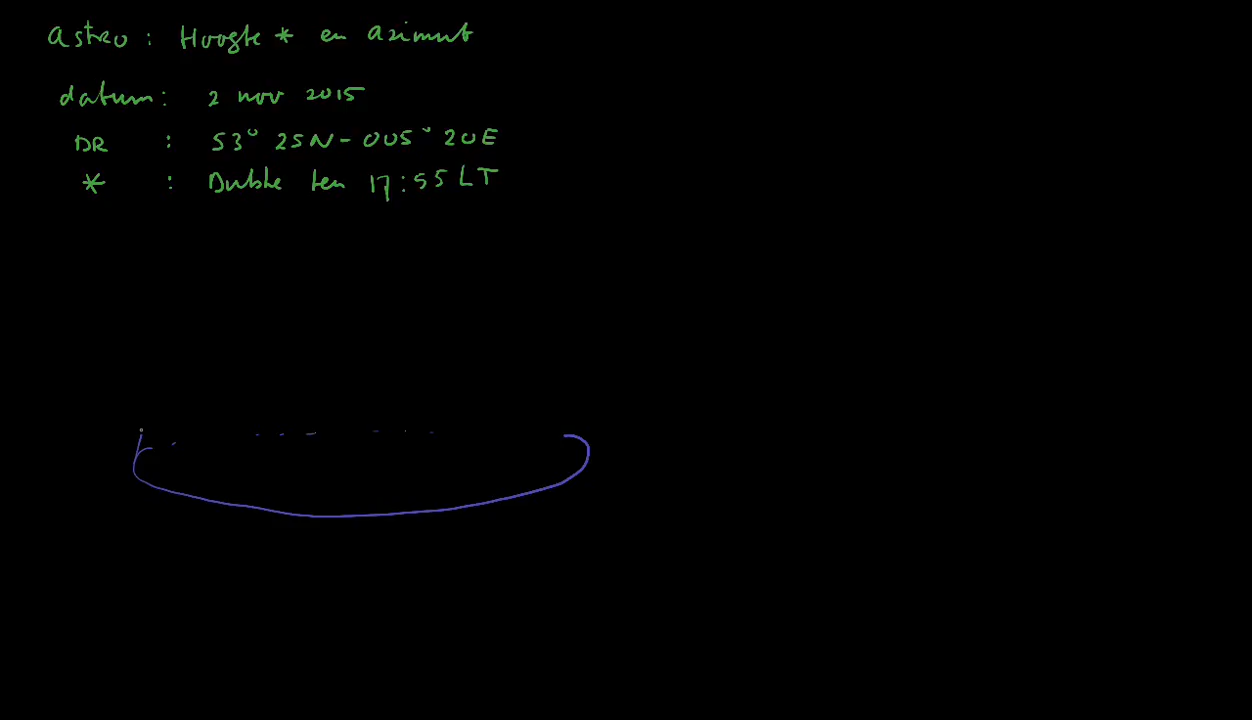 Astro : Hoogte * en azimut
datum : 2 nov 2015
DR : 53° 25N - 005° 20E
* : Dubhe ten 17:55 LT